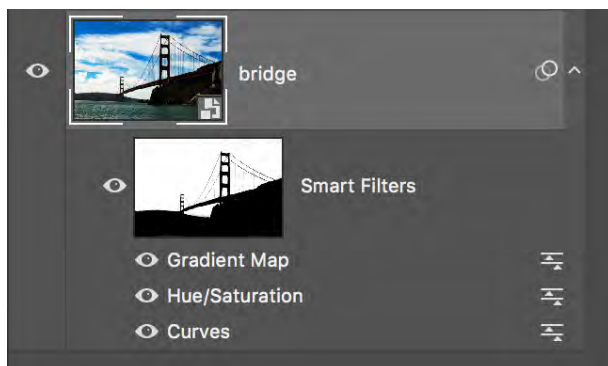 bridge
Smart Filters
Gradient Map
Hue/Saturation
Curves